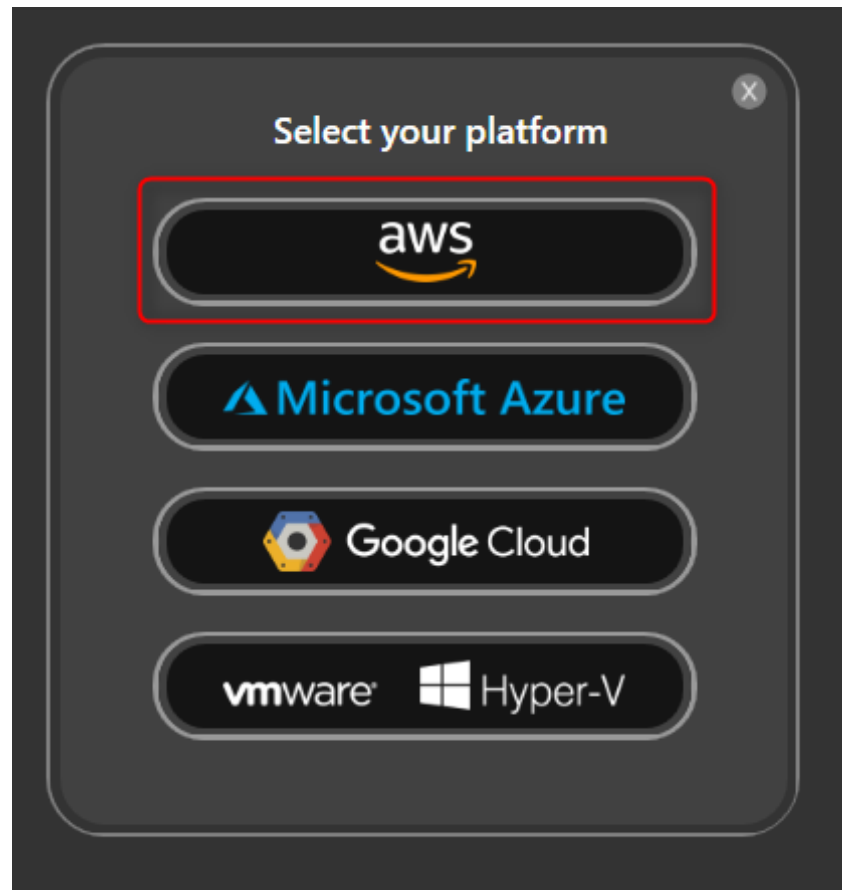 X
Select your platform
aws
Microsoft Azure
Google Cloud
vmware® Hyper-V